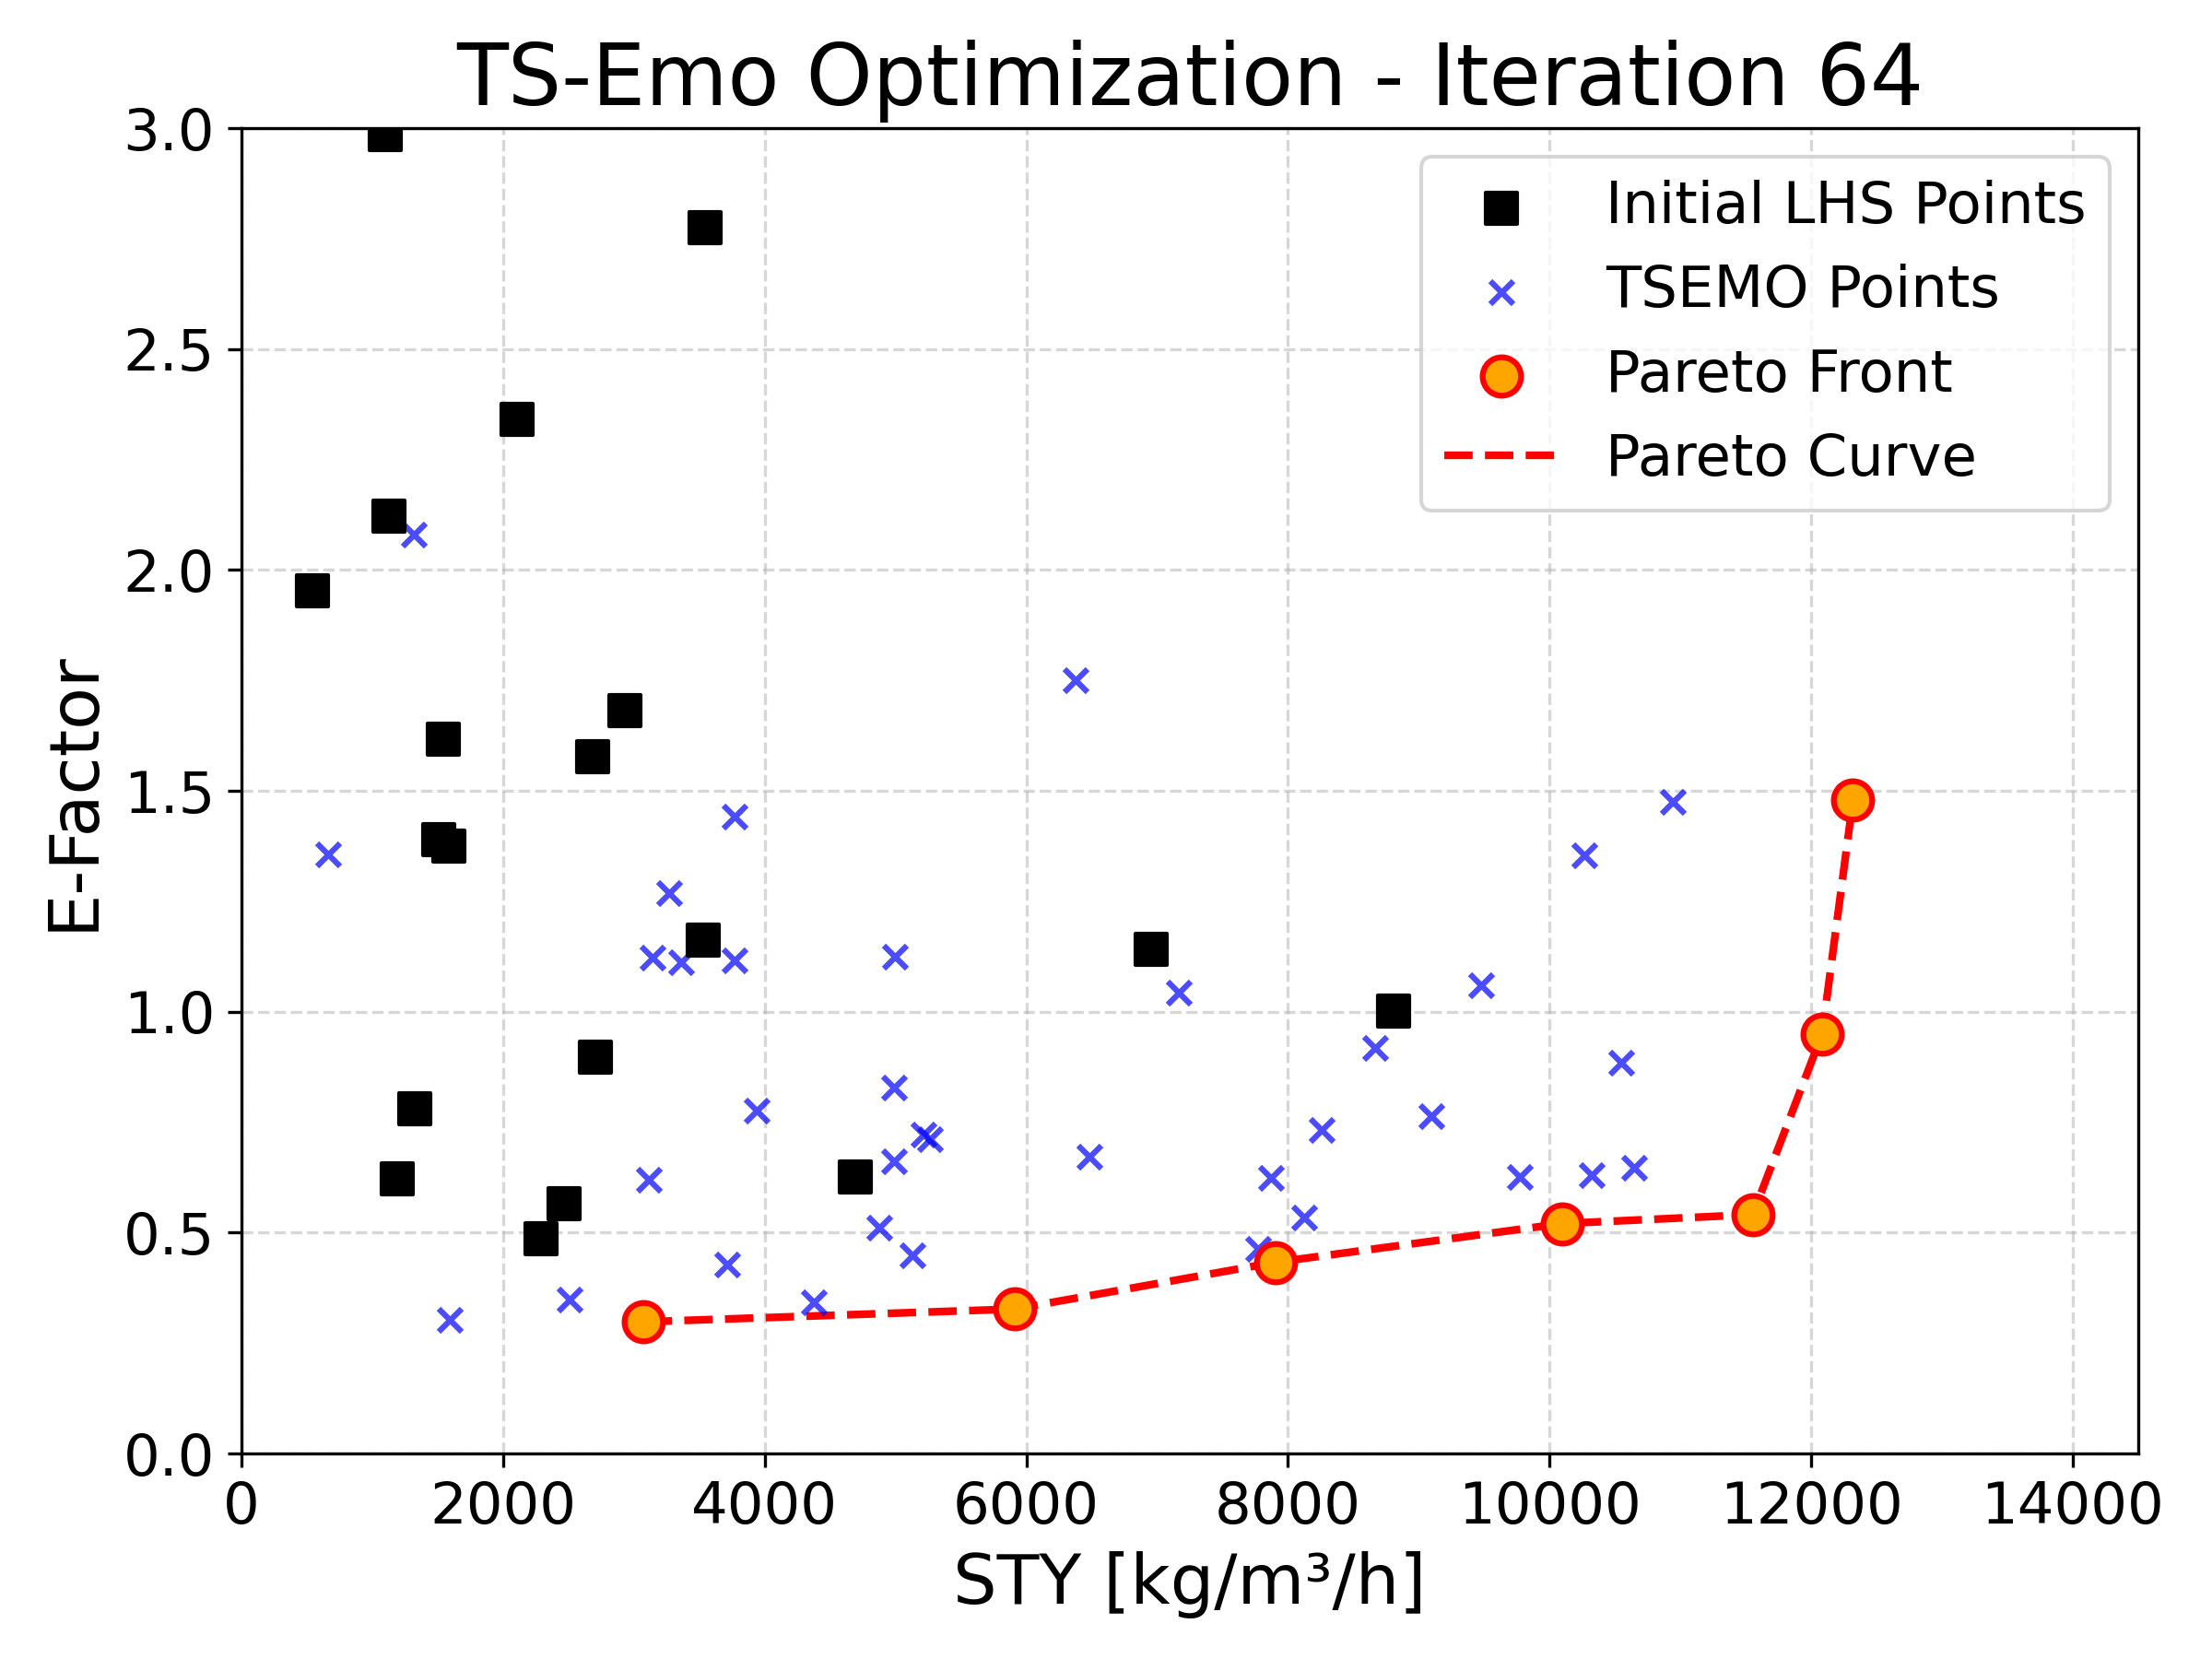 TS-Emo Optimization - Iteration 64
3.0
2.5
2.0
1.5
1.0
0.5
0.0
E-Factor
Initial LHS Points
TSEMO Points
Pareto Front
Pareto Curve
0 2000 4000 6000 8000 10000 12000 14000
STY [kg/m³/h]